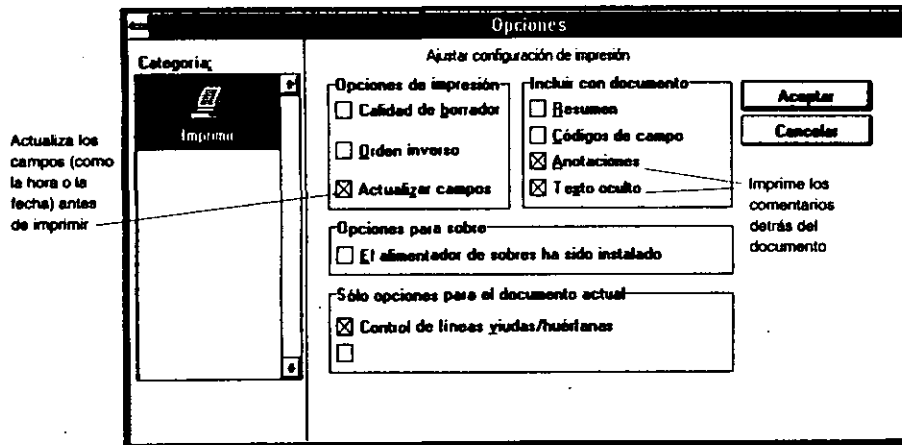 Opciones
Categoría:
Imprimir
Ajustar configuración de impresión
Opciones de impresión
Calidad de borrador
Orden inverso
Actualizar campos
Incluir con documento
Resumen
Códigos de campo
Anotaciones
Texto oculto
Aceptar
Cancelar
Opciones para sobre
El alimentador de sobres ha sido instalado
Sólo opciones para el documento actual
Control de líneas viudas/huérfanas
Actualiza los
campos (como
la hora o la
fecha) antes
de imprimir
Imprime los
comentarios
detrás del
documento